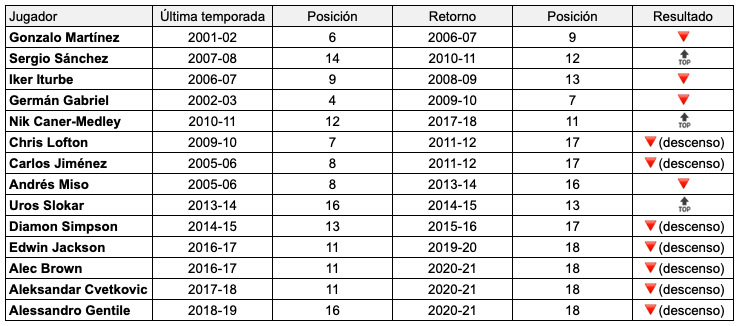 Jugador Última temporada Posición Retorno Posición Resultado
Gonzalo Martínez 2001-02 6 2006-07 9
Sergio Sánchez 2007-08 14 2010-11 12 TOP
Iker Iturbe 2006-07 9 2008-09 13
Germán Gabriel 2002-03 4 2009-10 7
Nik Caner-Medley 2010-11 12 2017-18 11 TOP
Chris Lofton 2009-10 7 2011-12 17 (descenso)
Carlos Jiménez 2005-06 8 2011-12 17 (descenso)
Andrés Miso 2005-06 8 2013-14 16
Uros Slokar 2013-14 16 2014-15 13 TOP
Diamon Simpson 2014-15 13 2015-16 17 (descenso)
Edwin Jackson 2016-17 11 2019-20 18 (descenso)
Alec Brown 2016-17 11 2020-21 18 (descenso)
Aleksandar Cvetkovic 2017-18 11 2020-21 18 (descenso)
Alessandro Gentile 2018-19 16 2020-21 18 (descenso)